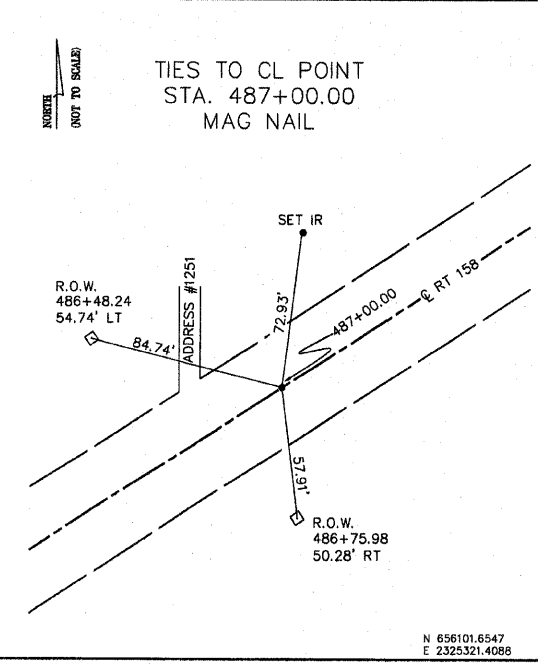 NORTH
(NOT TO SCALE)
TIES TO CL POINT
STA. 487+00.00
MAG NAIL
SET IR
R.O.W.
486+48.24
54.74' LT
84.74'
ADDRESS #1251
72.93'
487+00.00
℄ RT 158
57.91'
R.O.W.
486+75.98
50.28' RT
N 656101.6547
E 2325321.4088